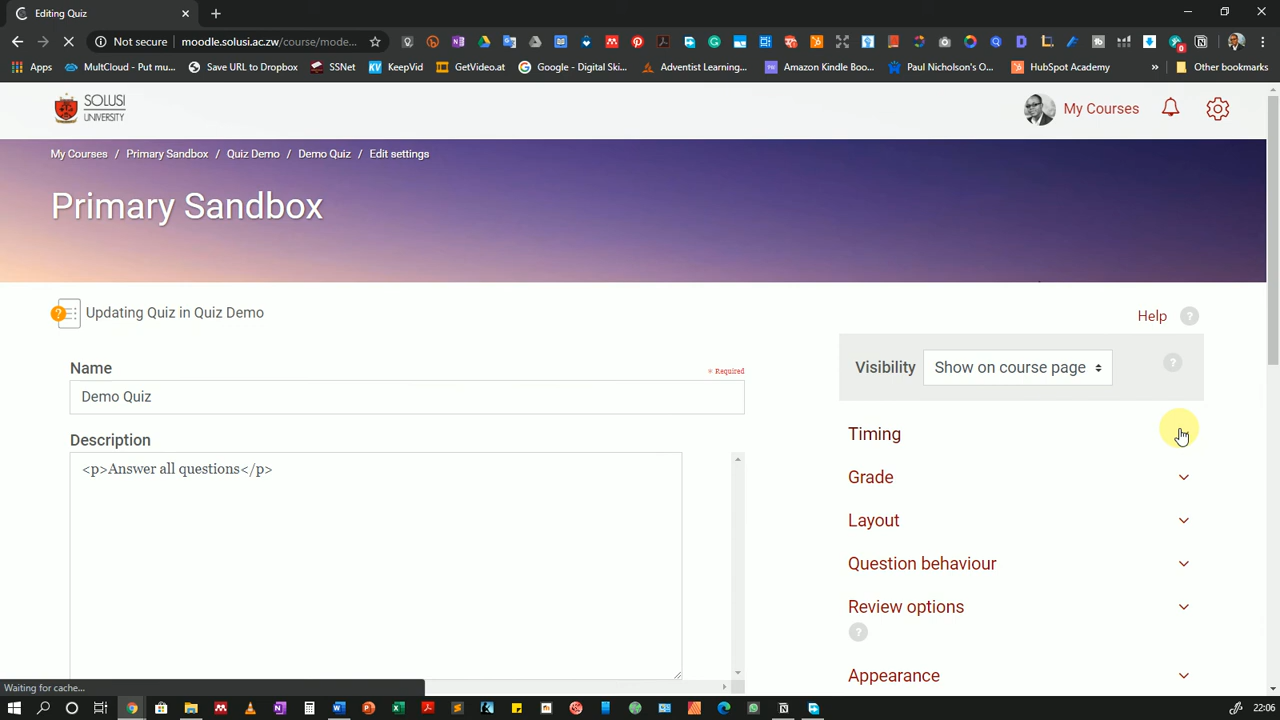 Editing Quiz
Not secure
moodle.solusi.ac.zw/course/mode...
Apps
MultCloud - Put mu...
Save URL to Dropbox
SSNet
KeepVid
GetVideo.at
Google - Digital Ski...
Adventist Learning...
Amazon Kindle Boo...
Paul Nicholson's O...
HubSpot Academy
»
Other bookmarks
SOLUSI
UNIVERSITY
My Courses
My Courses / Primary Sandbox / Quiz Demo / Demo Quiz / Edit settings
Primary Sandbox
Updating Quiz in Quiz Demo
Help
Name
Required
Demo Quiz
Description
<p>Answer all questions</p>
Visibility
Show on course page
Timing
Grade
Layout
Question behaviour
Review options
Appearance
Waiting for cache...
22:06